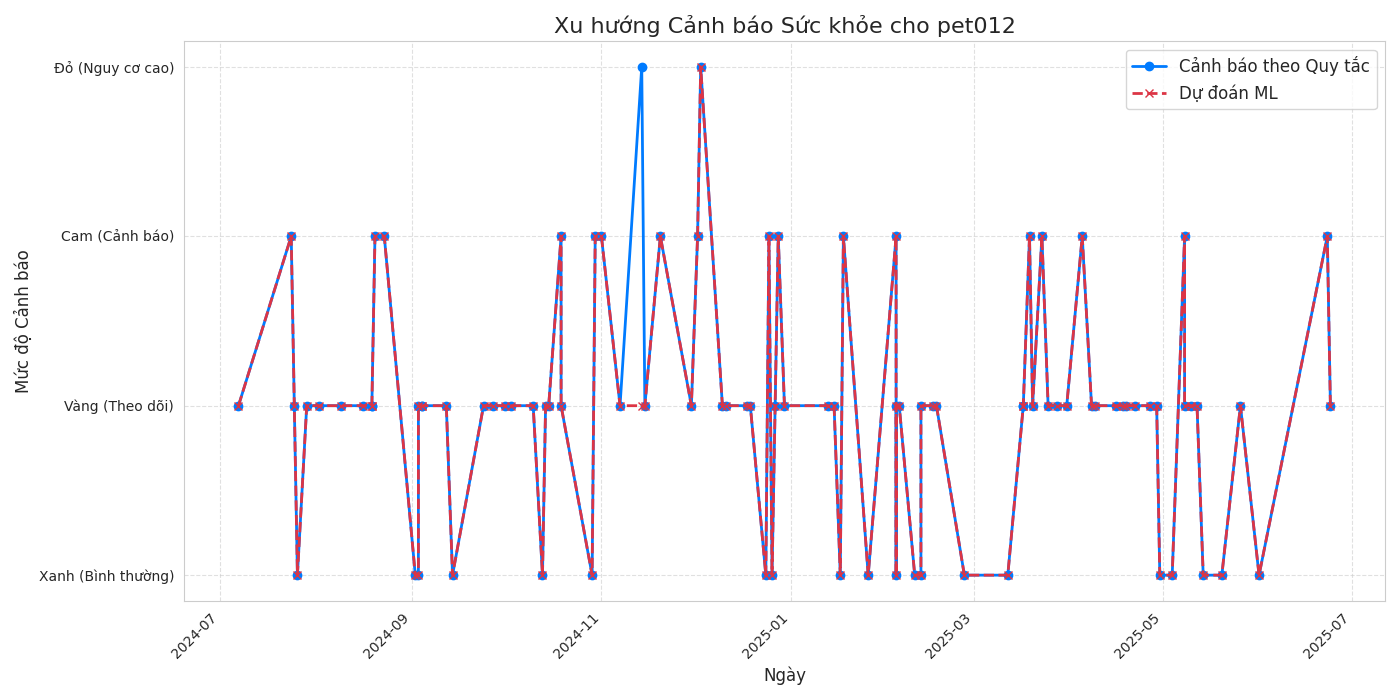 Xu hướng Cảnh báo Sức khỏe cho pet012
Cảnh báo theo Quy tắc
Dự đoán ML
Mức độ Cảnh báo
Đỏ (Nguy cơ cao)
Cam (Cảnh báo)
Vàng (Theo dõi)
Xanh (Bình thường)
2024-07
2024-09
2024-11
2025-01
2025-03
2025-05
2025-07
Ngày